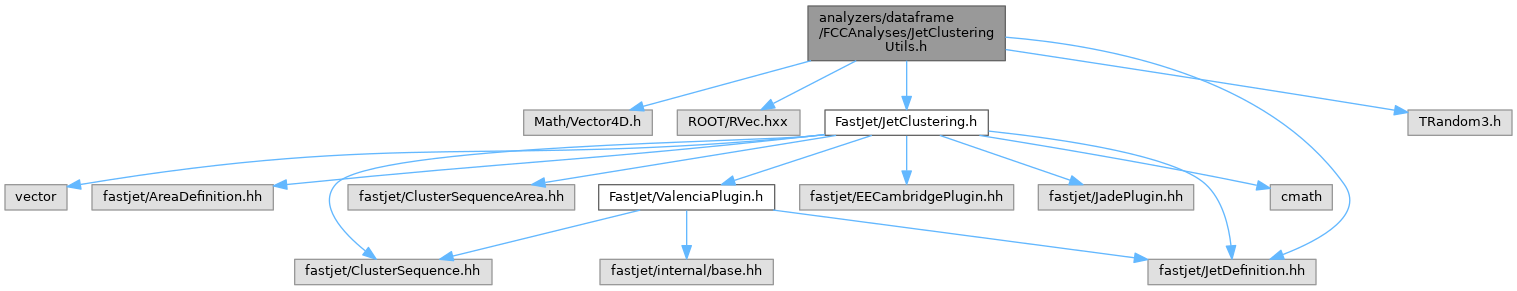 analyzers/dataframe
/FCCAnalyses/JetClustering
Utils.h
Math/Vector4D.h
ROOT/RVec.hxx
FastJet/JetClustering.h
TRandom3.h
vector
fastjet/AreaDefinition.hh
fastjet/ClusterSequenceArea.hh
FastJet/ValenciaPlugin.h
fastjet/EECambridgePlugin.hh
fastjet/JadePlugin.hh
cmath
fastjet/ClusterSequence.hh
fastjet/internal/base.hh
fastjet/JetDefinition.hh